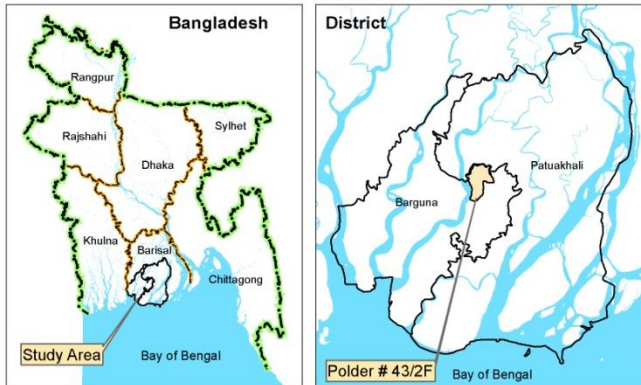 Bangladesh
Rangpur
Rajshahi
Sylhet
Dhaka
Khulna
Barisal
Chittagong
Study Area
Bay of Bengal
District
Patuakhali
Barguna
Polder # 43/2F
Bay of Bengal